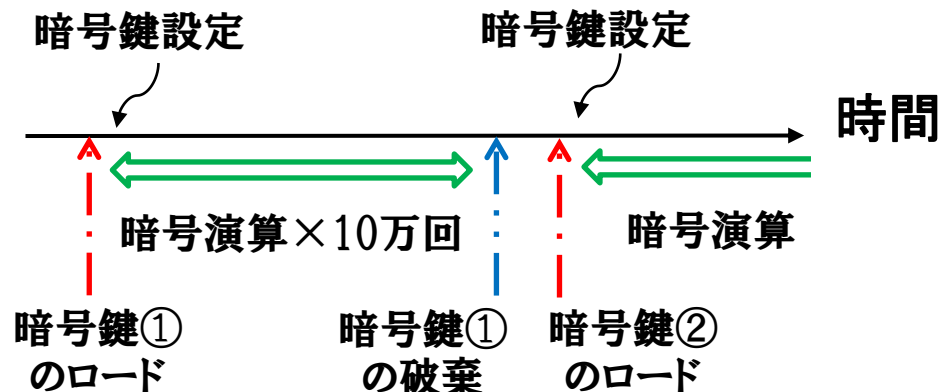 暗号鍵設定
暗号鍵設定
時間
暗号演算×10万回
暗号演算
暗号鍵①
のロード
暗号鍵①
の破棄
暗号鍵②
のロード